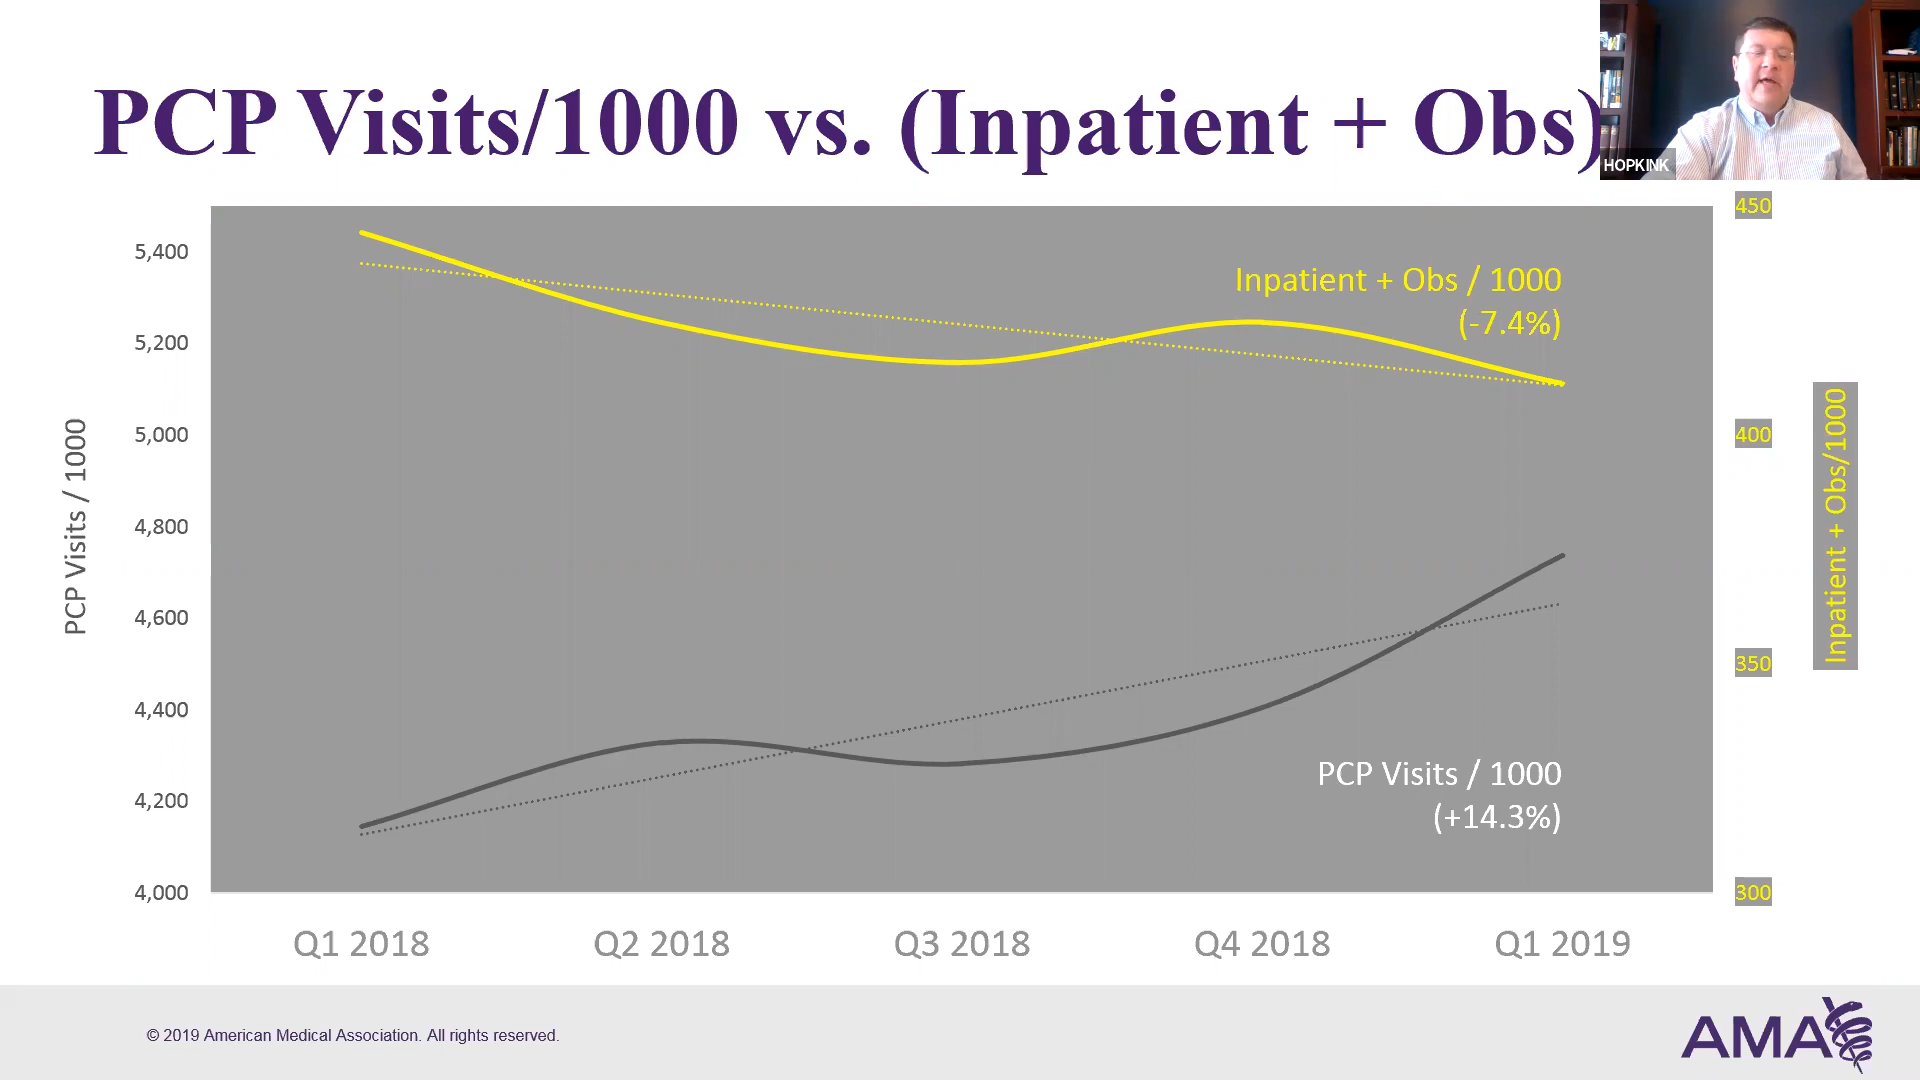 PCP Visits/1000 vs. (Inpatient + Obs)
HOPKINK
450
5,400
Inpatient + Obs / 1000
(-7.4%)
5,200
5,000
400
4,800
PCP Visits / 1000
Inpatient + Obs/1000
4,600
350
4,400
PCP Visits / 1000
(+14.3%)
4,200
4,000
300
Q1 2018
Q2 2018
Q3 2018
Q4 2018
Q1 2019
© 2019 American Medical Association. All rights reserved.
AMA